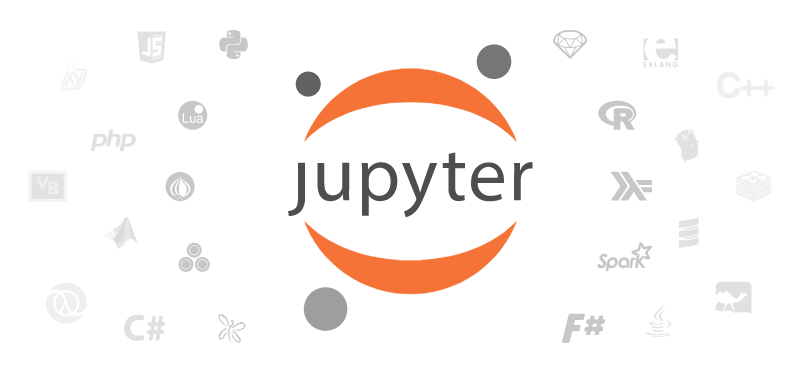 JS
ERLANG
C++
Lua
R
php
VB
jupyter
Spark
C#
F#